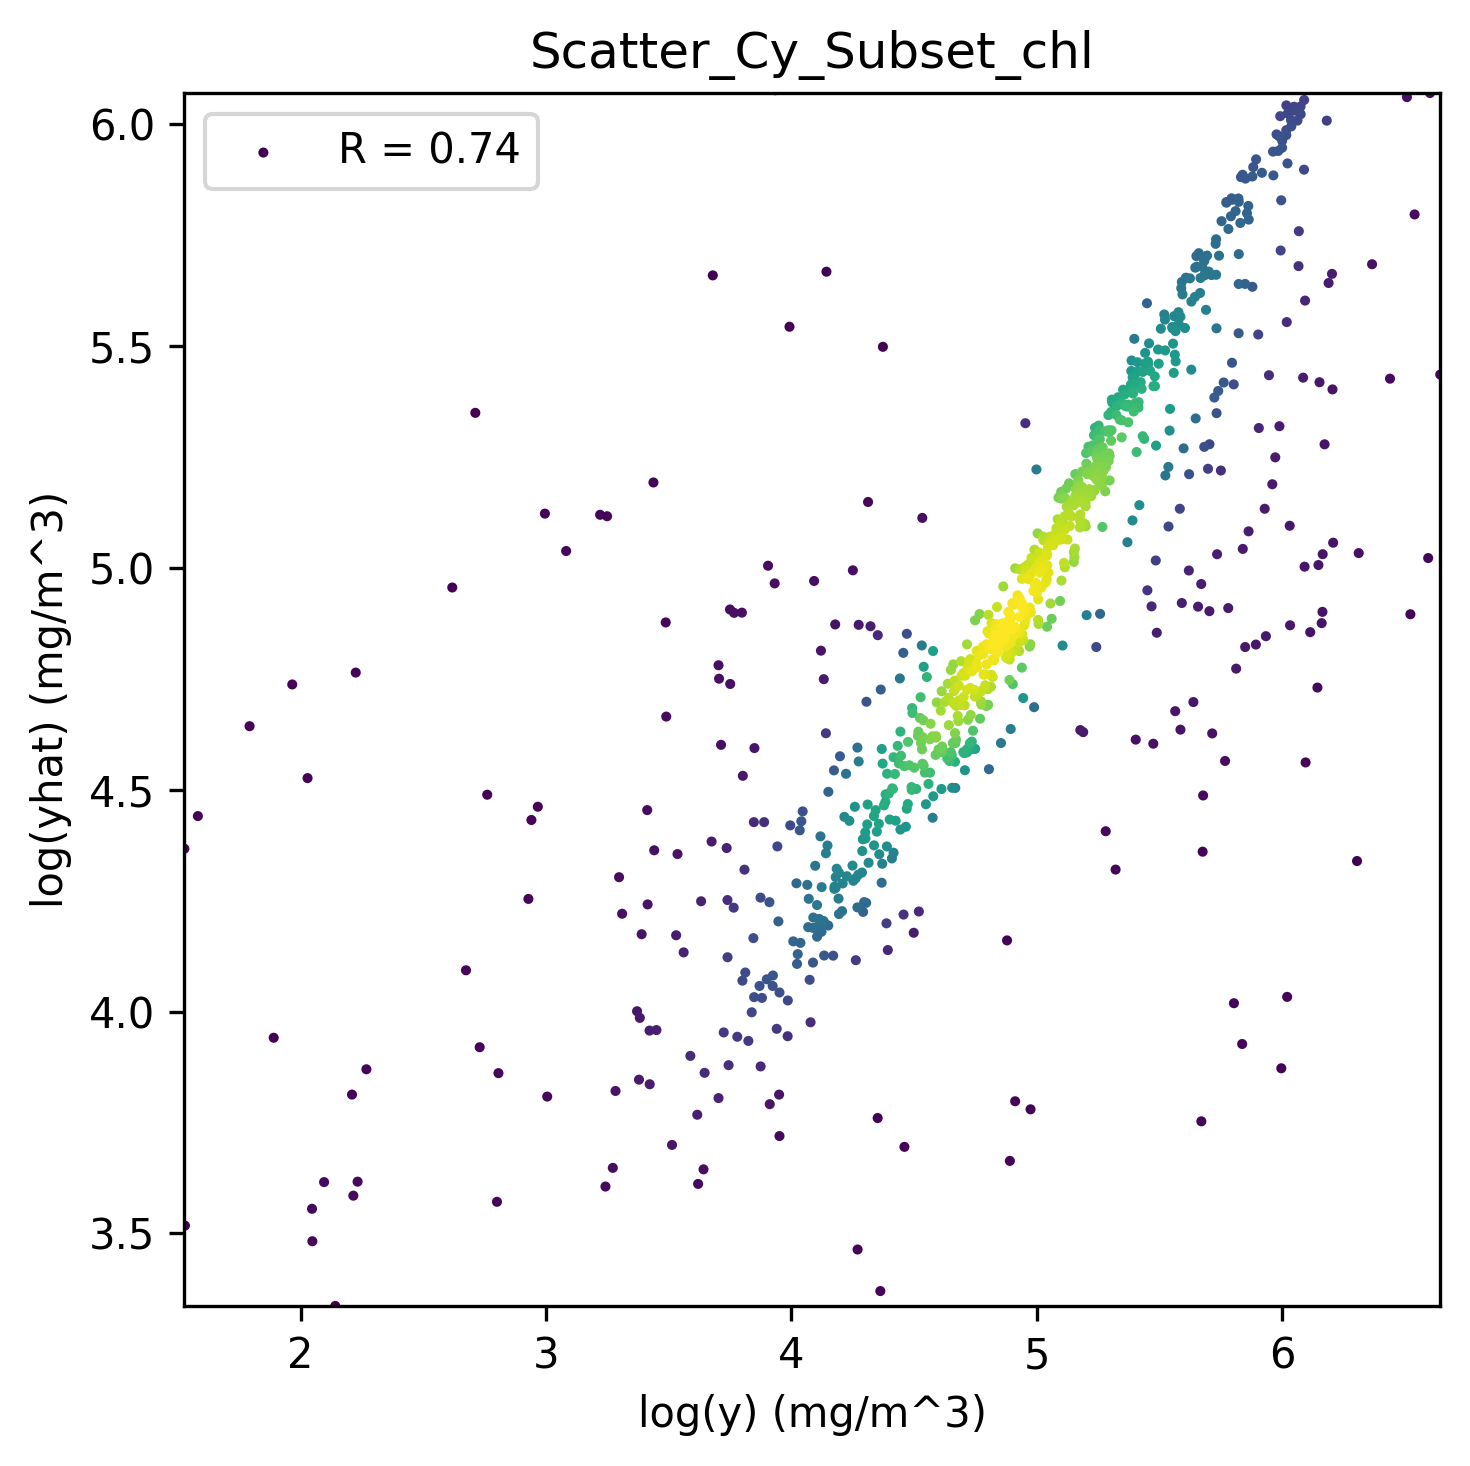 Scatter_Cy_Subset_chl
R = 0.74
log(yhat) (mg/m^3)
6.0
5.5
5.0
4.5
4.0
3.5
2 3 4 5 6
log(y) (mg/m^3)